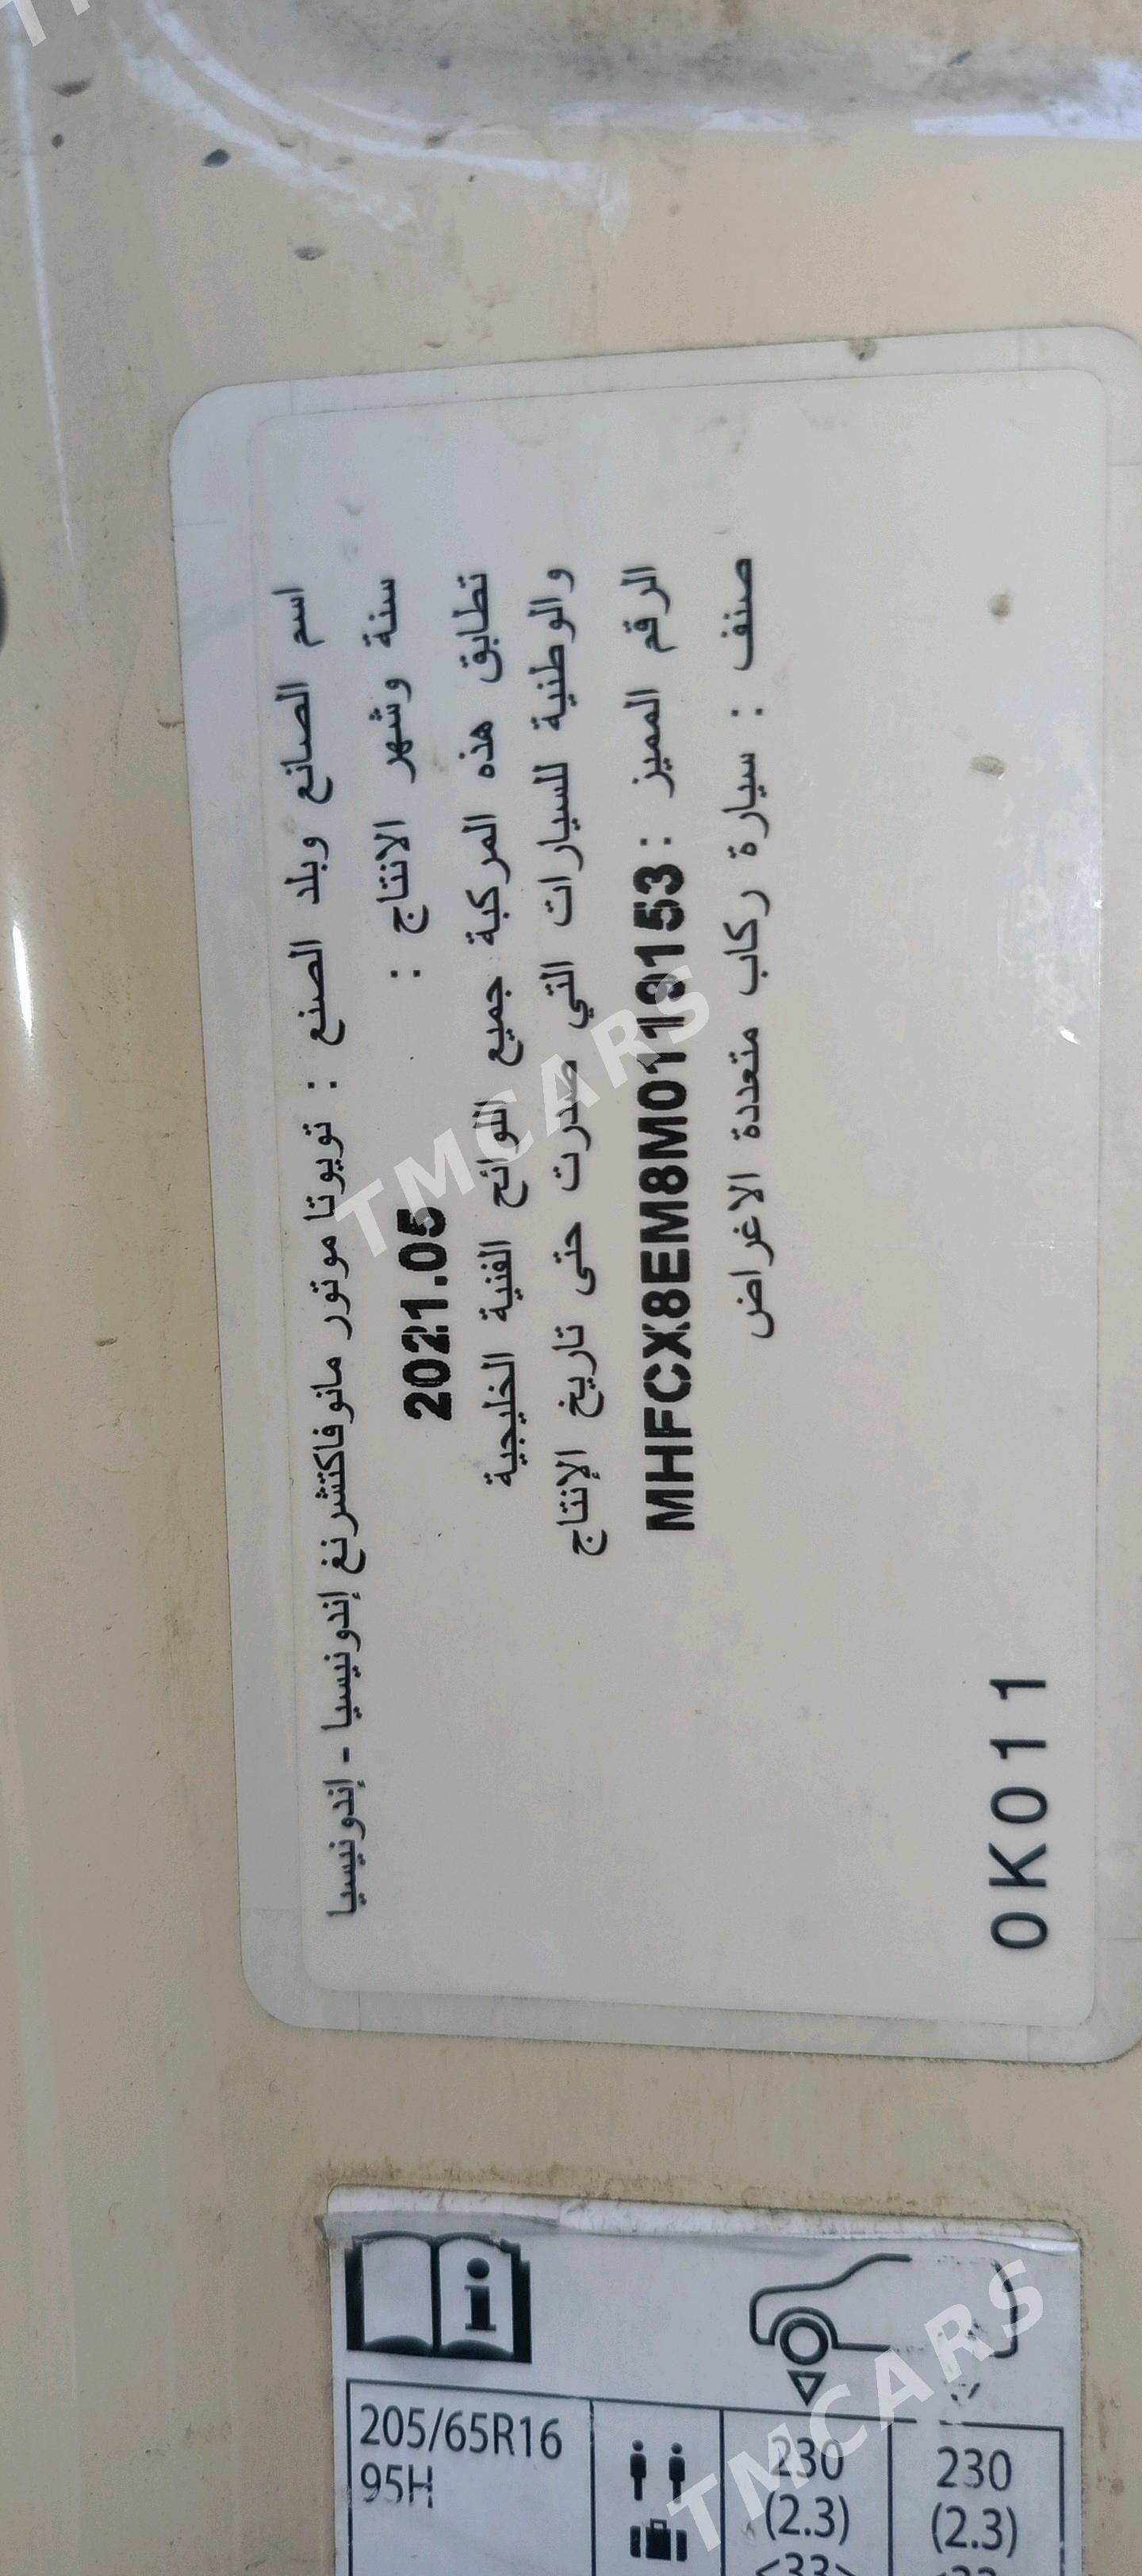 اسم الصانع وبلد الصنع : تويوتا موتور مانوفاكتشرنغ إندونيسيا - إندونيسيا
سنة وشهر الانتاج : 2021.05
تطابق هذه المركبة جميع اللوائح الفنية الخليجية
والوطنية للسيارات التي صدرت حتى تاريخ الإنتاج
الرقم المميز : MHFCX8EM8M0119153
صنف : سيارة ركاب متعددة الاغراض
0K011
TMCARS
205/65R16
95H
230
(2.3)
230
(2.3)
TMCARS